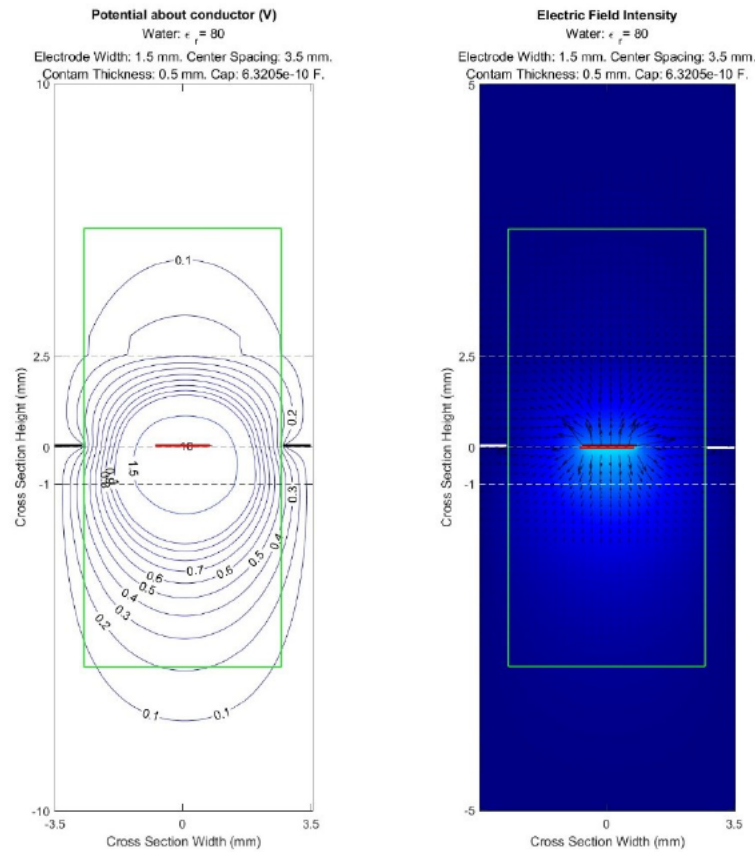 Potential about conductor (V)
Water: ϵ r = 80
Electrode Width: 1.5 mm. Center Spacing: 3.5 mm.
Contam Thickness: 0.5 mm. Cap: 6.3205e-10 F.
10
2.5
0
-1
-10
Cross Section Height (mm)
0.1
0.2
1.5
0.3
0.4
0.7
0.6
0.6
0.5
0.5
0.4
0.3
0.3
0.2
0.2
0.1
0.1
-3.5
0
3.5
Cross Section Width (mm)
Electric Field Intensity
Water: ϵ r = 80
Electrode Width: 1.5 mm. Center Spacing: 3.5 mm.
Contam Thickness: 0.5 mm. Cap: 6.3205e-10 F.
5
2.5
0
-1
-5
Cross Section Height (mm)
-3.5
0
3.5
Cross Section Width (mm)